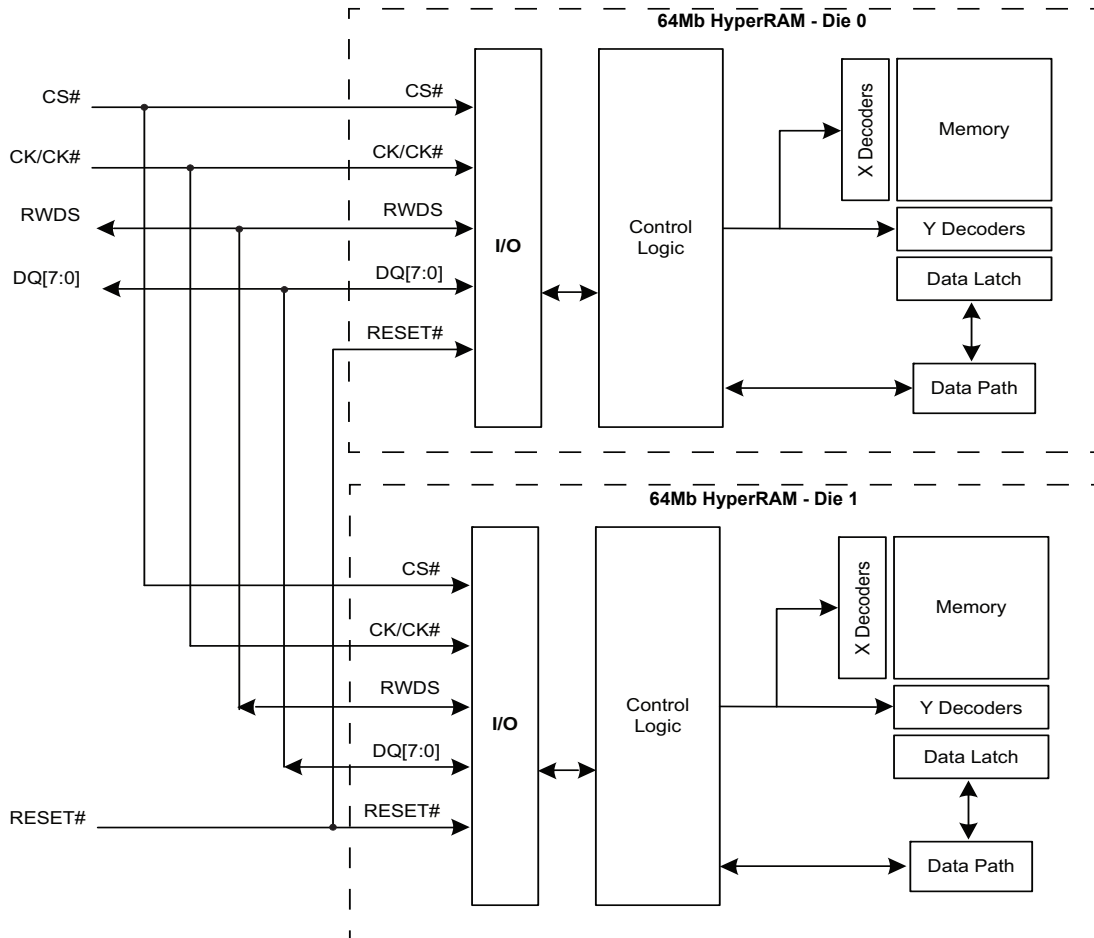 64Mb HyperRAM - Die 0
CS#
CK/CK#
RWDS
DQ[7:0]
CS#
CK/CK#
RWDS
DQ[7:0]
RESET#
I/O
Control
Logic
X Decoders
Memory
Y Decoders
Data Latch
Data Path
64Mb HyperRAM - Die 1
CS#
CK/CK#
RWDS
DQ[7:0]
RESET#
RESET#
I/O
Control
Logic
X Decoders
Memory
Y Decoders
Data Latch
Data Path